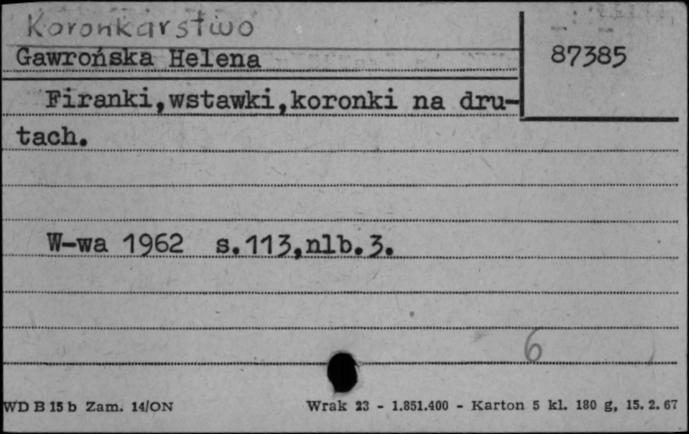 Koronkarstwo
Gawrońska Helena
87385
Firanki,wstawki,koronki na dru-
tach.
W-wa 1962 s.113,nlb.3.
6
WD B 15 b Zam. 14/ON
Wrak 23 - 1.851.400 - Karton 5 kl. 180 g, 15. 2. 67